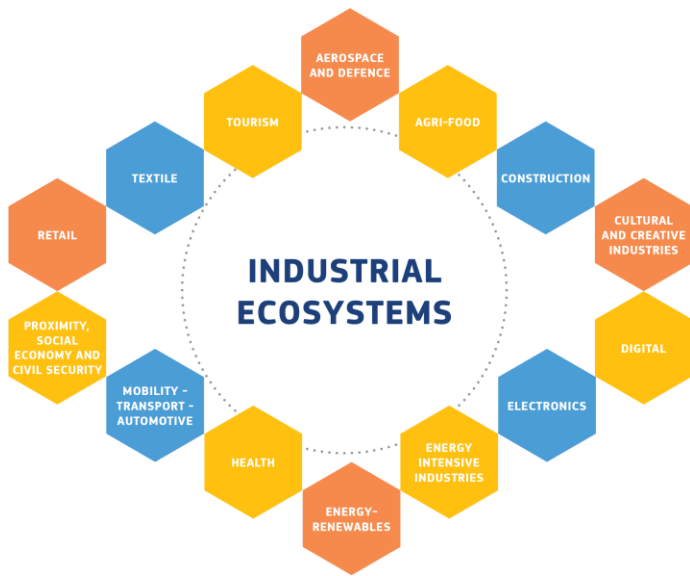 AEROSPACE
AND DEFENCE
TOURISM
AGRI-FOOD
TEXTILE
CONSTRUCTION
RETAIL
CULTURAL
AND CREATIVE
INDUSTRIES
INDUSTRIAL
ECOSYSTEMS
PROXIMITY,
SOCIAL
ECONOMY AND
CIVIL SECURITY
DIGITAL
MOBILITY -
TRANSPORT -
AUTOMOTIVE
ELECTRONICS
HEALTH
ENERGY
INTENSIVE
INDUSTRIES
ENERGY-
RENEWABLES